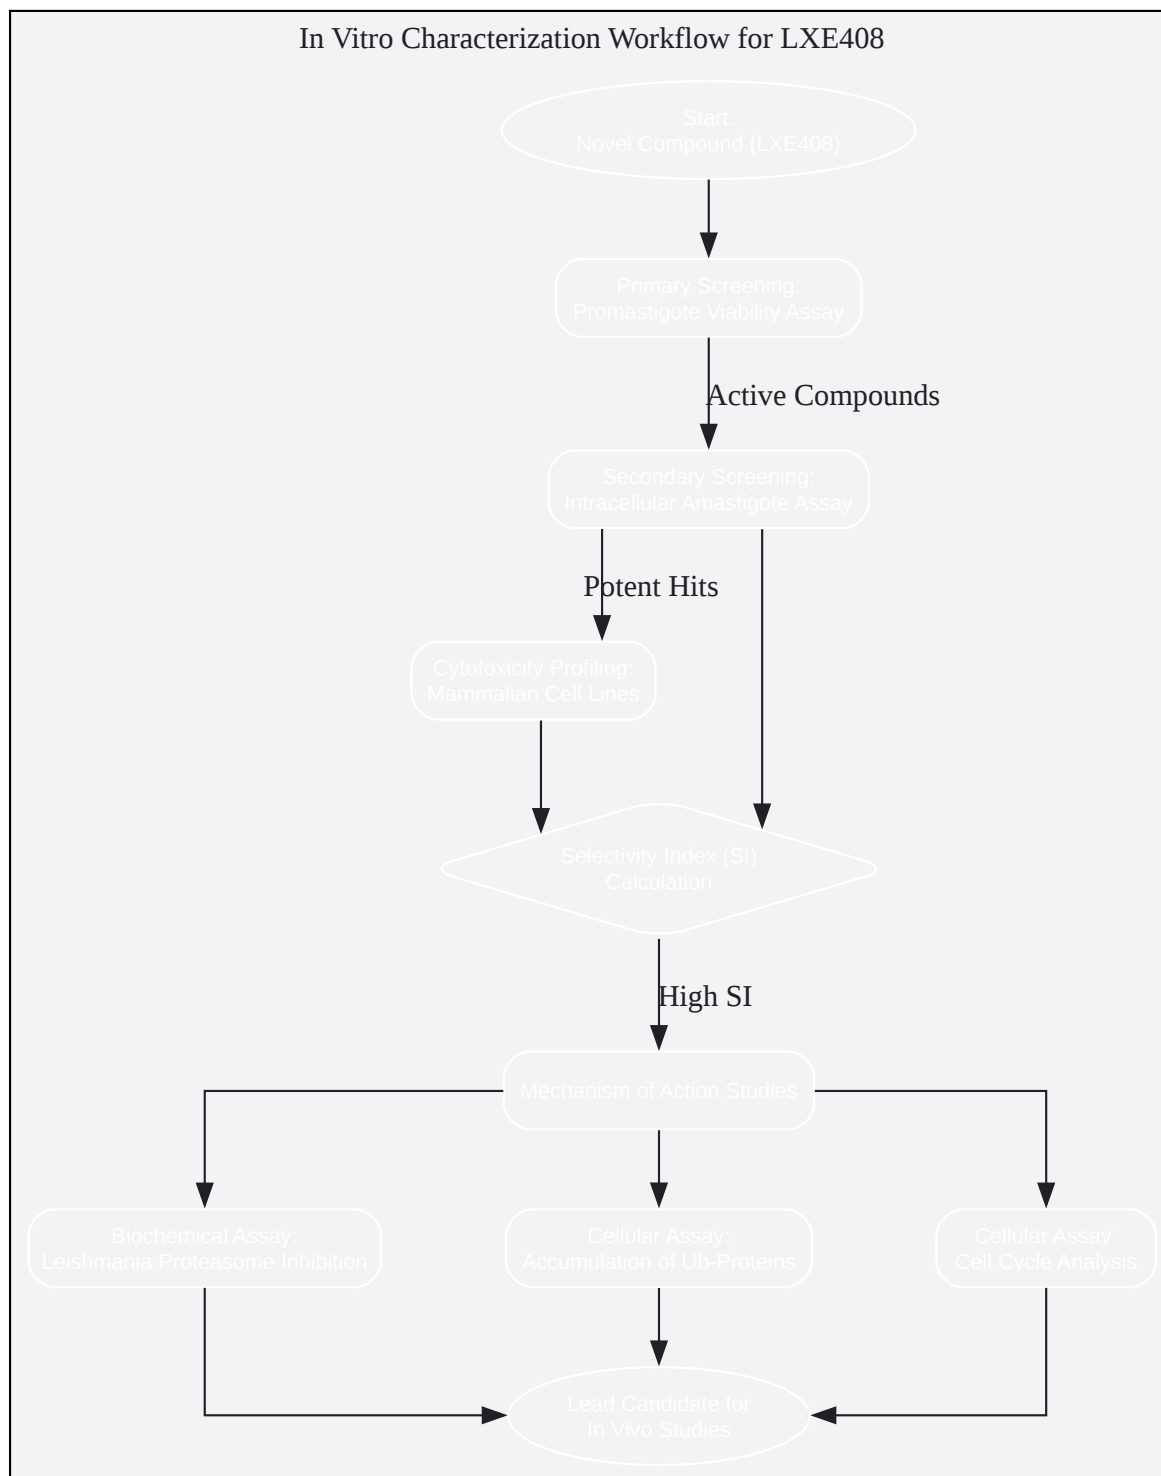 In Vitro Characterization Workflow for LXE408
Start:
Novel Compound (LXE408)
Primary Screening:
Promastigote Viability Assay
Active Compounds
Secondary Screening:
Intracellular Amastigote Assay
Potent Hits
Cytotoxicity Profiling:
Mammalian Cell Lines
Selectivity Index (SI)
Calculation
High SI
Mechanism of Action Studies
Biochemical Assay:
Leishmania Proteasome Inhibition
Cellular Assay:
Accumulation of Ub-Proteins
Cellular Assay:
Cell Cycle Analysis
Lead Candidate for
In Vivo Studies